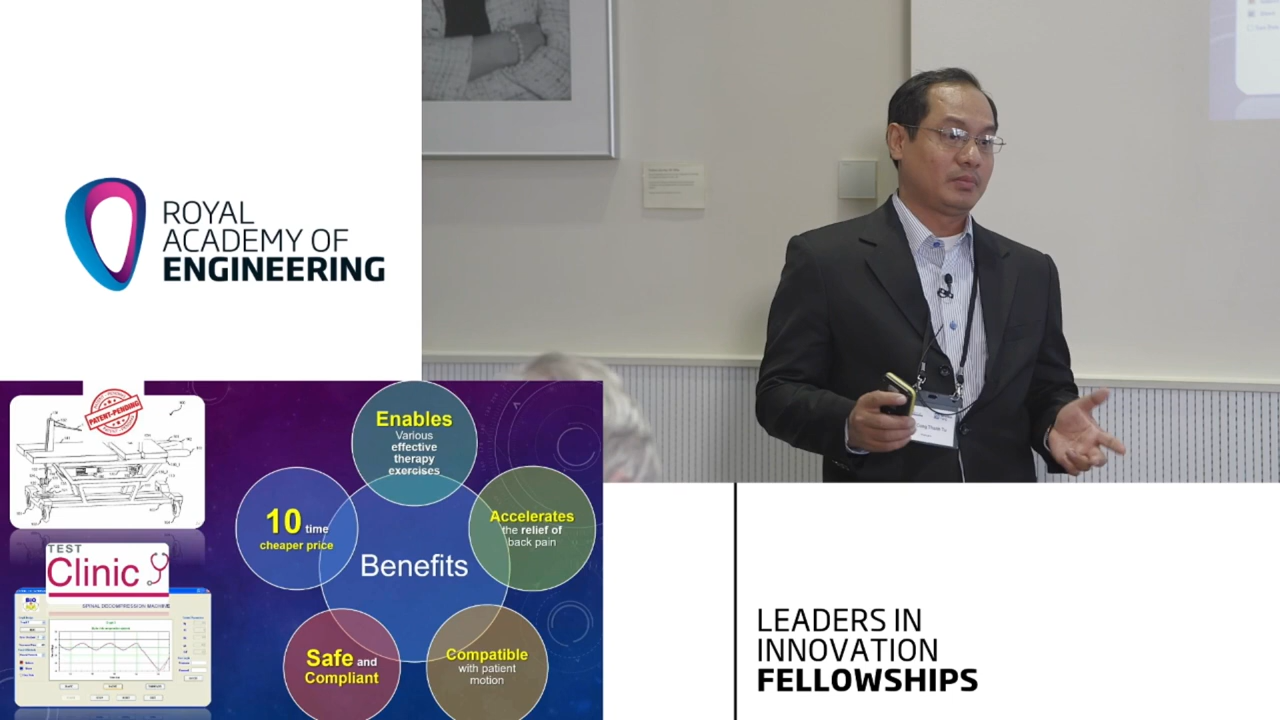 ROYAL
ACADEMY OF
ENGINEERING
PATENT-PENDING
TEST
Clinic
BIO
SPINAL DECOMPRESSION MACHINE
Enables
Various
effective
therapy
exercises
10 time
cheaper price
Accelerates
the relief of
back pain
Benefits
Safe and
Compliant
Compatible
with patient
motion
LEADERS IN
INNOVATION
FELLOWSHIPS